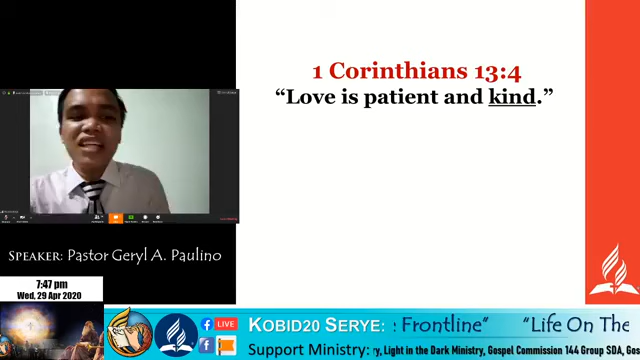 1 Corinthians 13:4
“Love is patient and kind.”
SPEAKER: Pastor Geryl A. Paulino
7:47 pm
Wed, 29 Apr 2020
LIVE
KOBID20 SERYE: : Frontline” “Life On The
Support Ministry: ry, Light in the Dark Ministry, Gospel Commission 144 Group SDA, Go